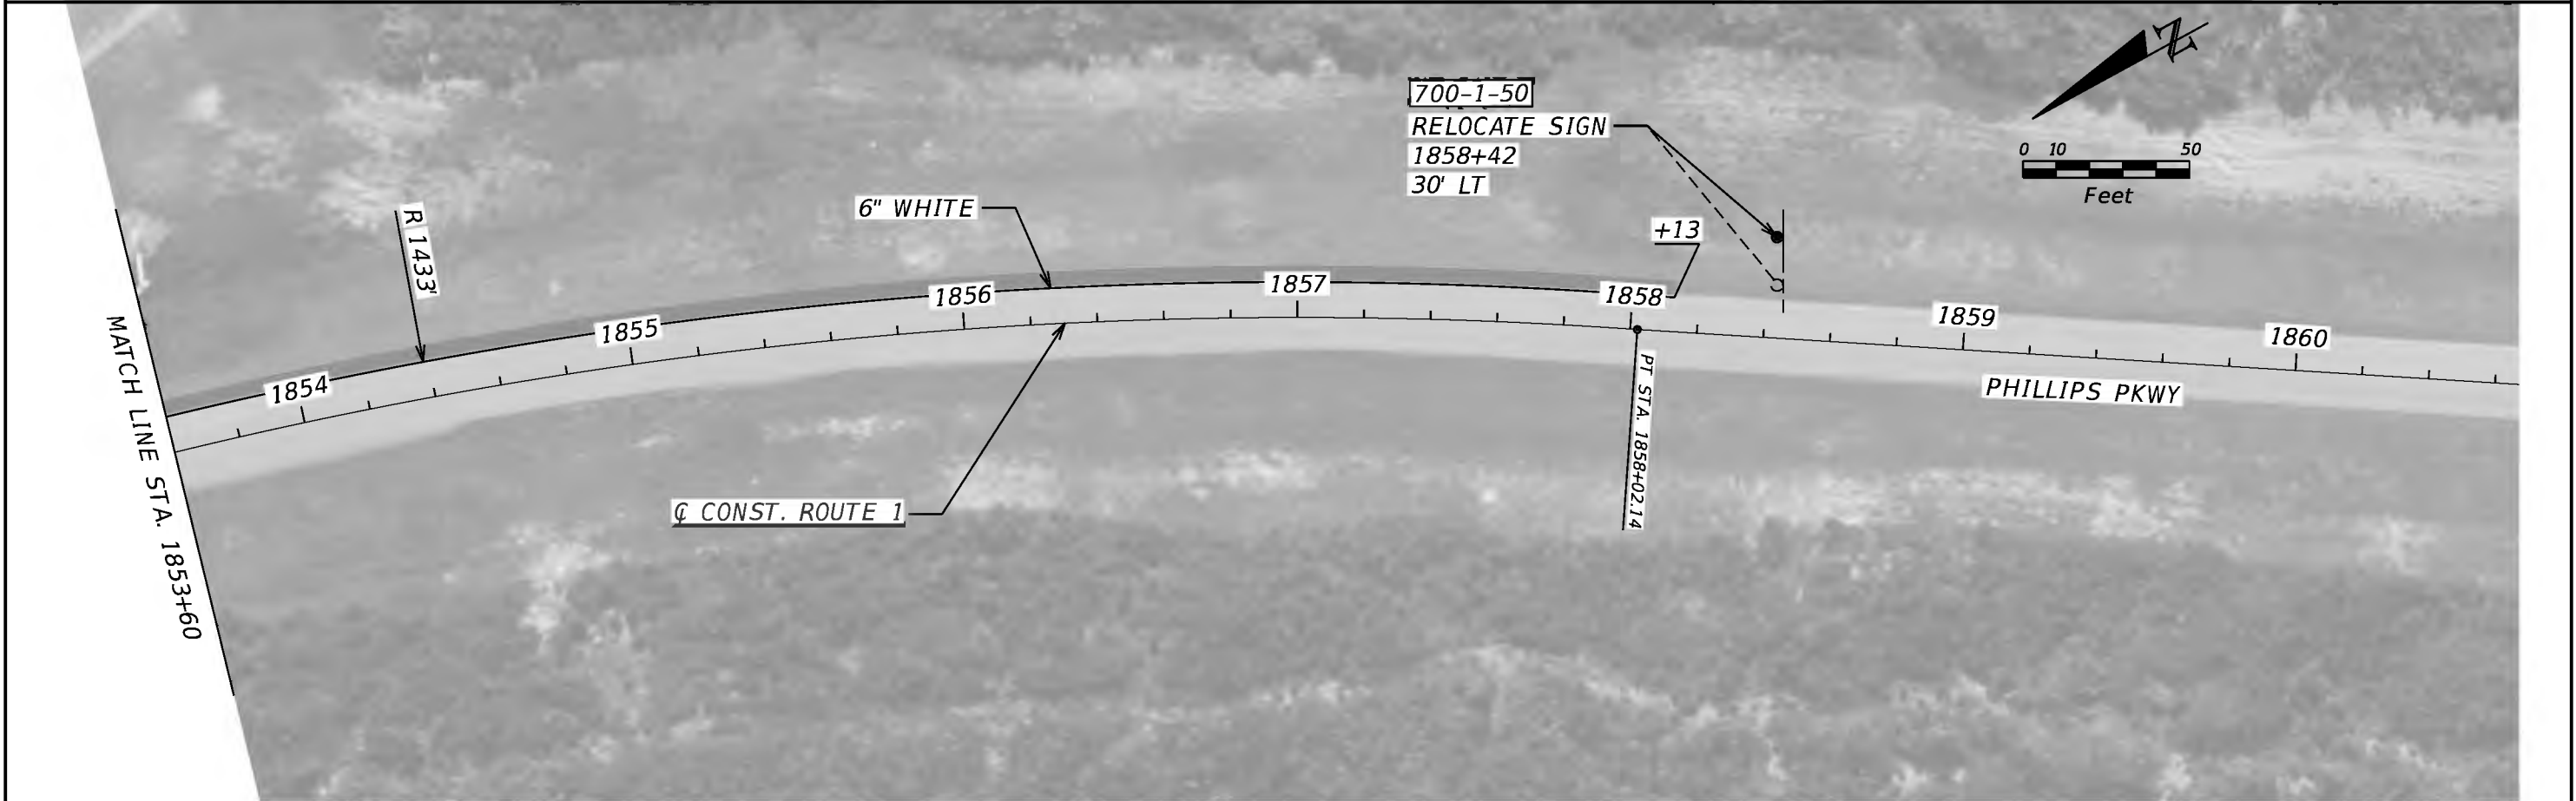 700-1-50
RELOCATE SIGN
1858+42
30' LT
N
0 10 50
Feet
6" WHITE
R 1433'
+13
1854
1855
1856
1857
1858
1859
1860
MATCH LINE STA. 1853+60
PT STA. 1858+02.14
PHILLIPS PKWY
℄ CONST. ROUTE 1